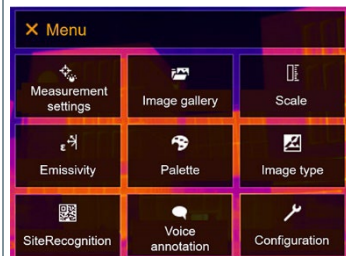 Menu
Measurement
settings
Image gallery
Scale
ε
Emissivity
Palette
Image type
SiteRecognition
Voice
annotation
Configuration